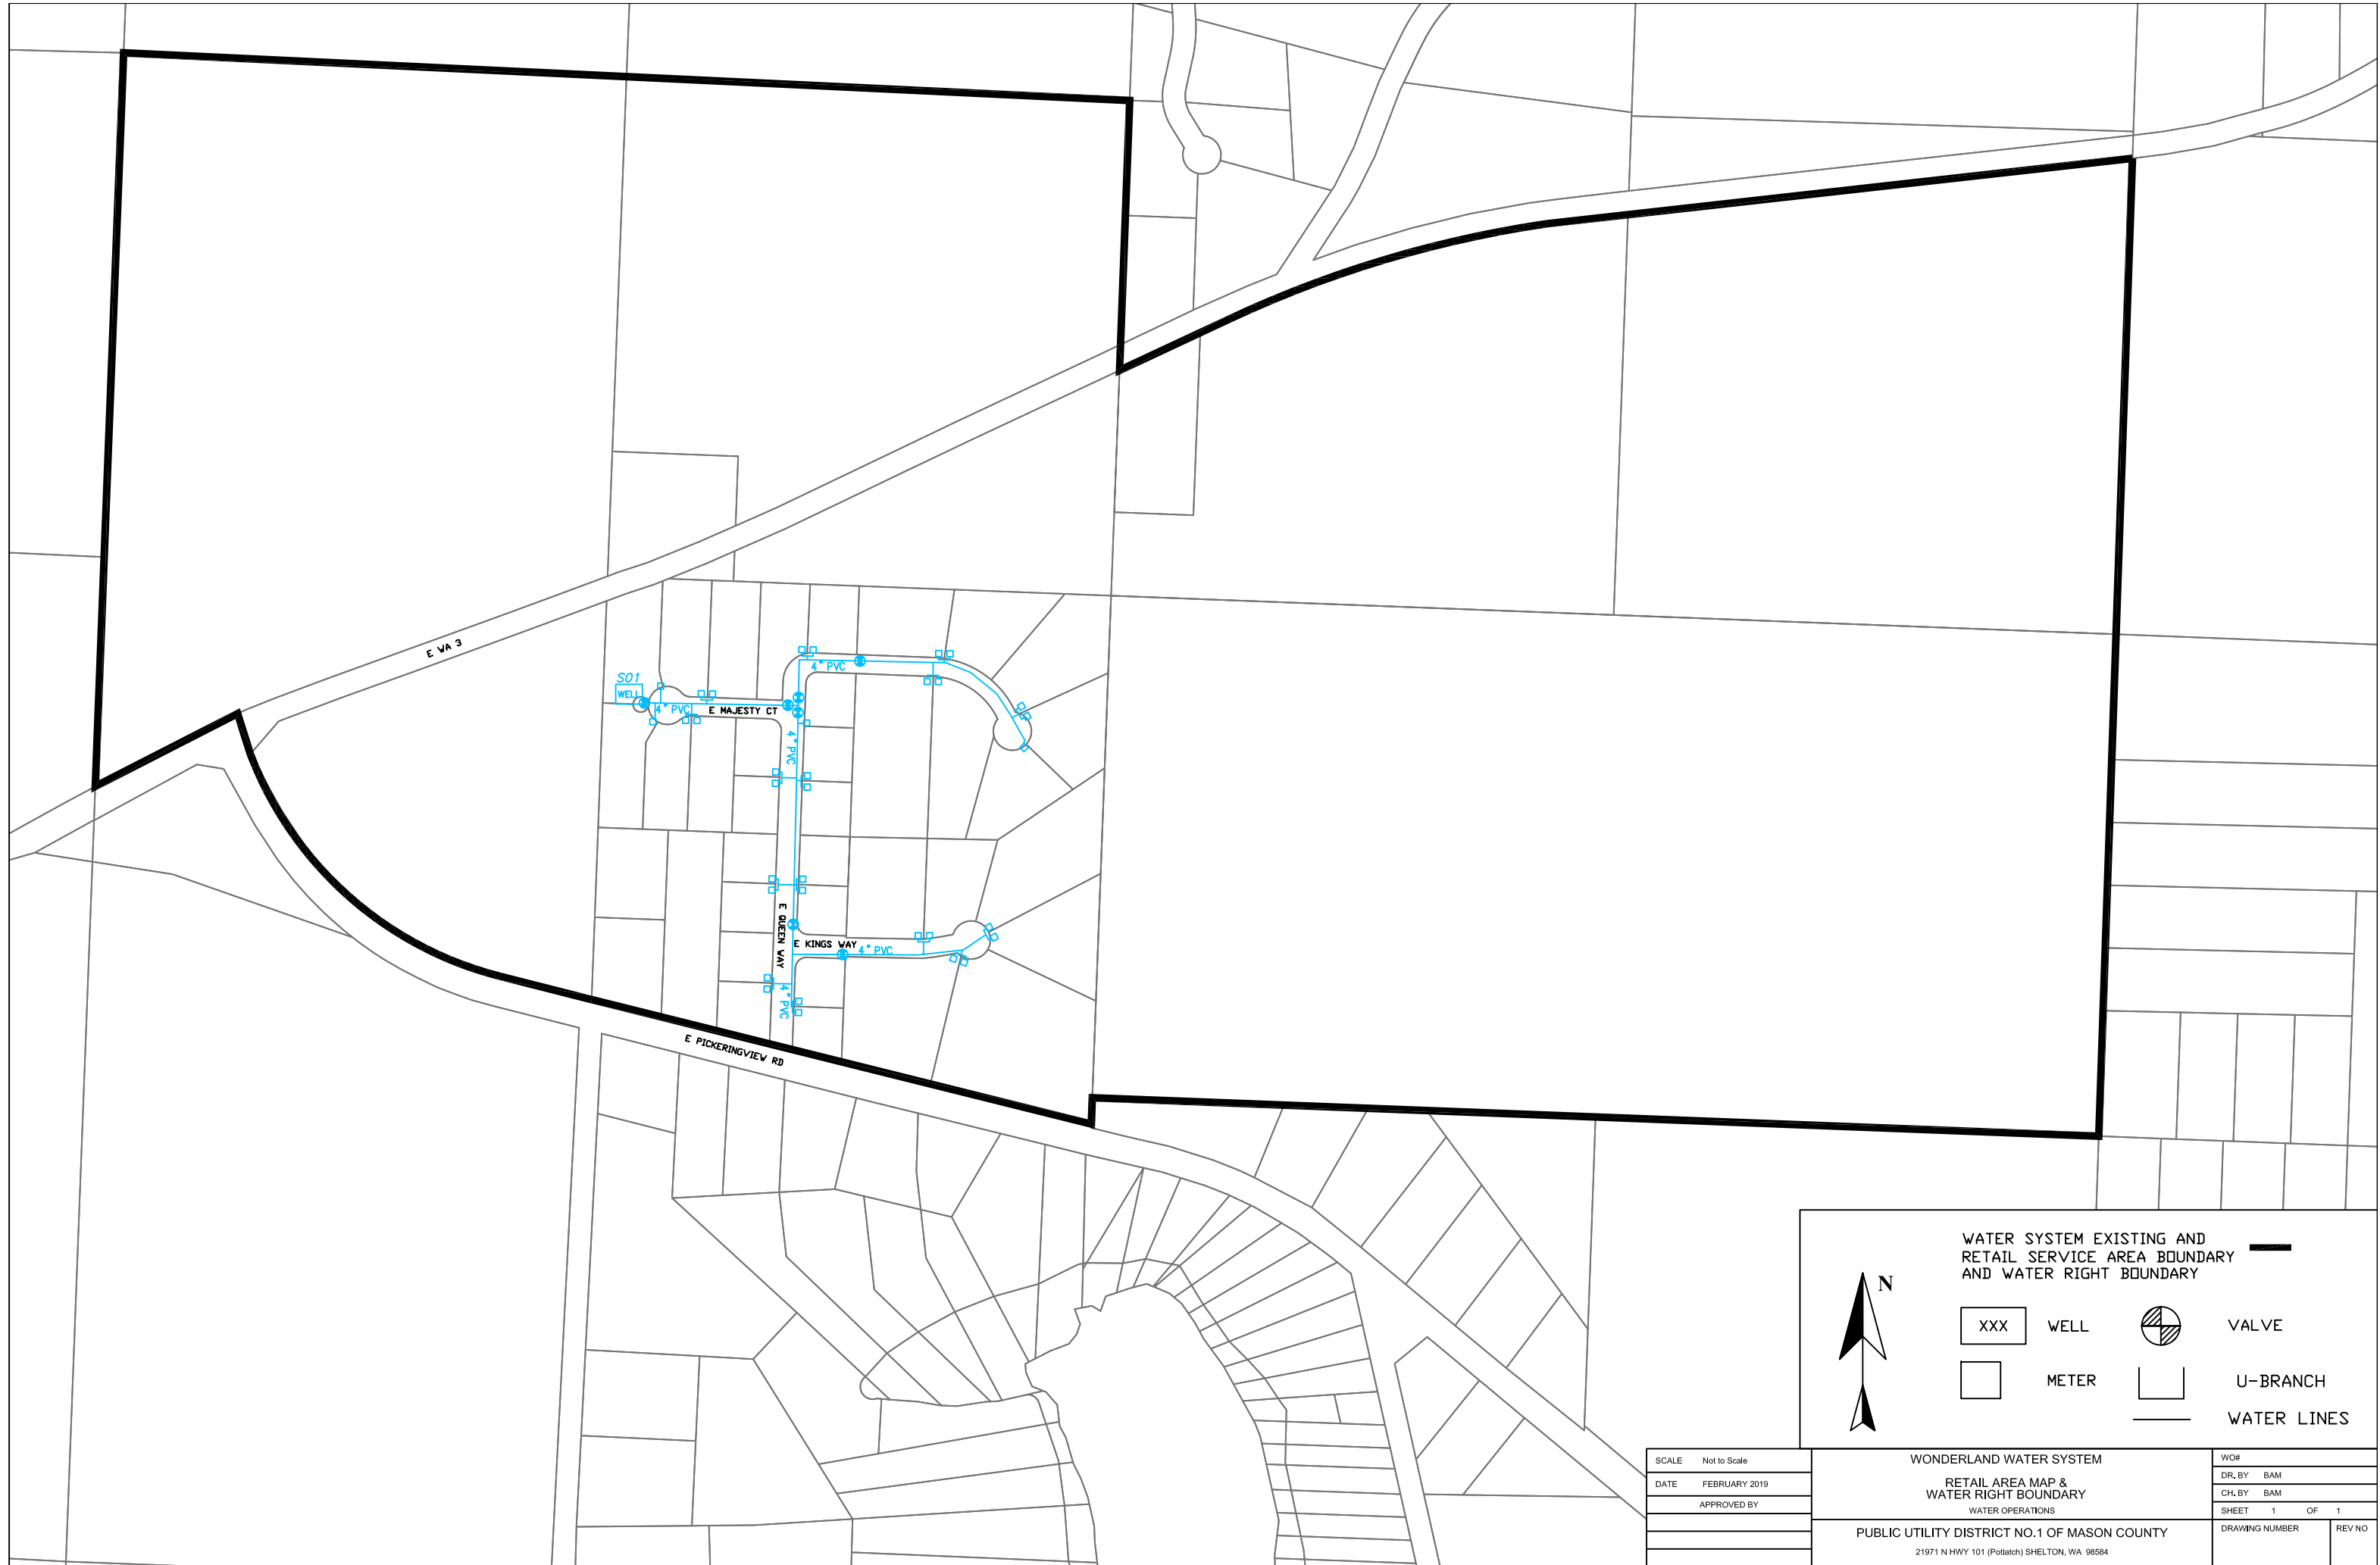 E WA 3
S01
WELL
4" PVC
E MAJESTY CT
4" PVC
4" PVC
E QUEEN WAY
E KINGS WAY
4" PVC
4" PVC
E PICKERINGVIEW RD
WATER SYSTEM EXISTING AND
RETAIL SERVICE AREA BOUNDARY
AND WATER RIGHT BOUNDARY
N
XXX WELL VALVE
METER U-BRANCH
WATER LINES
SCALE Not to Scale
DATE FEBRUARY 2019
APPROVED BY
WONDERLAND WATER SYSTEM
RETAIL AREA MAP &
WATER RIGHT BOUNDARY
WATER OPERATIONS
PUBLIC UTILITY DISTRICT NO.1 OF MASON COUNTY
21971 N HWY 101 (Potlatch) SHELTON, WA 98584
WO#
DR. BY BAM
CH. BY BAM
SHEET 1 OF 1
DRAWING NUMBER REV NO